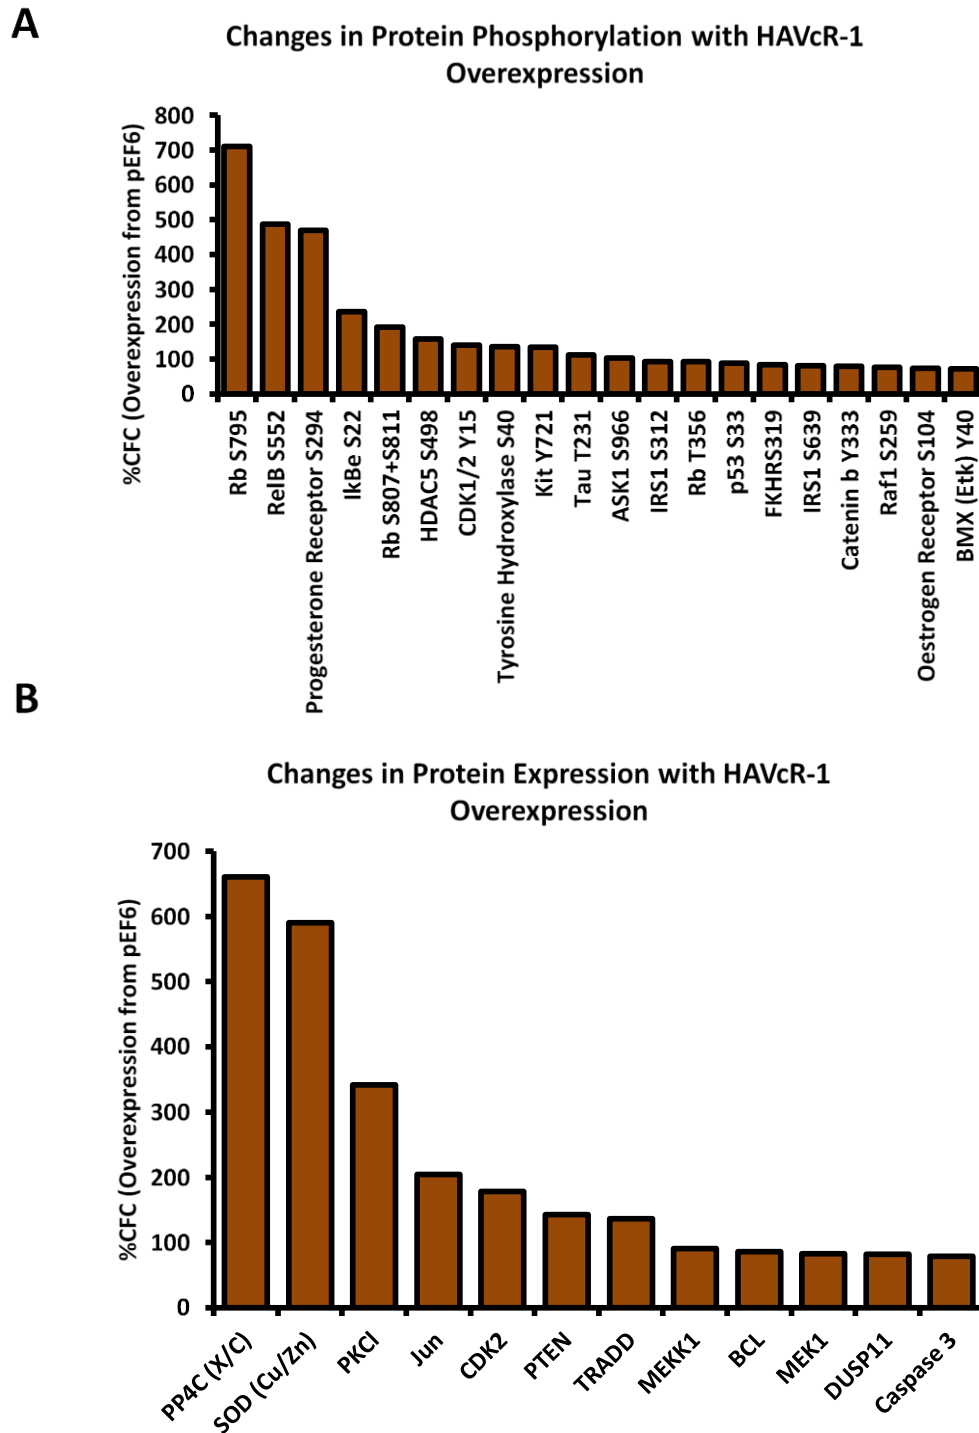 A
Changes in Protein Phosphorylation with HAVcR-1
Overexpression
%CFC (Overexpression from pEF6)
800
700
600
500
400
300
200
100
0
Rb S795
RelB S552
Progesterone Receptor S294
IkBe S22
Rb S807+S811
HDAC5 S498
CDK1/2 Y15
Tyrosine Hydroxylase S40
Kit Y721
Tau T231
ASK1 S966
IRS1 S312
Rb T356
p53 S33
FKHRS319
IRS1 S639
Catenin b Y333
Raf1 S259
Oestrogen Receptor S104
BMX (Etk) Y40
B
Changes in Protein Expression with HAVcR-1
Overexpression
%CFC (Overexpression from pEF6)
700
600
500
400
300
200
100
0
PP4C (X/C)
SOD (Cu/Zn)
PKCl
Jun
CDK2
PTEN
TRADD
MEKK1
BCL
MEK1
DUSP11
Caspase 3